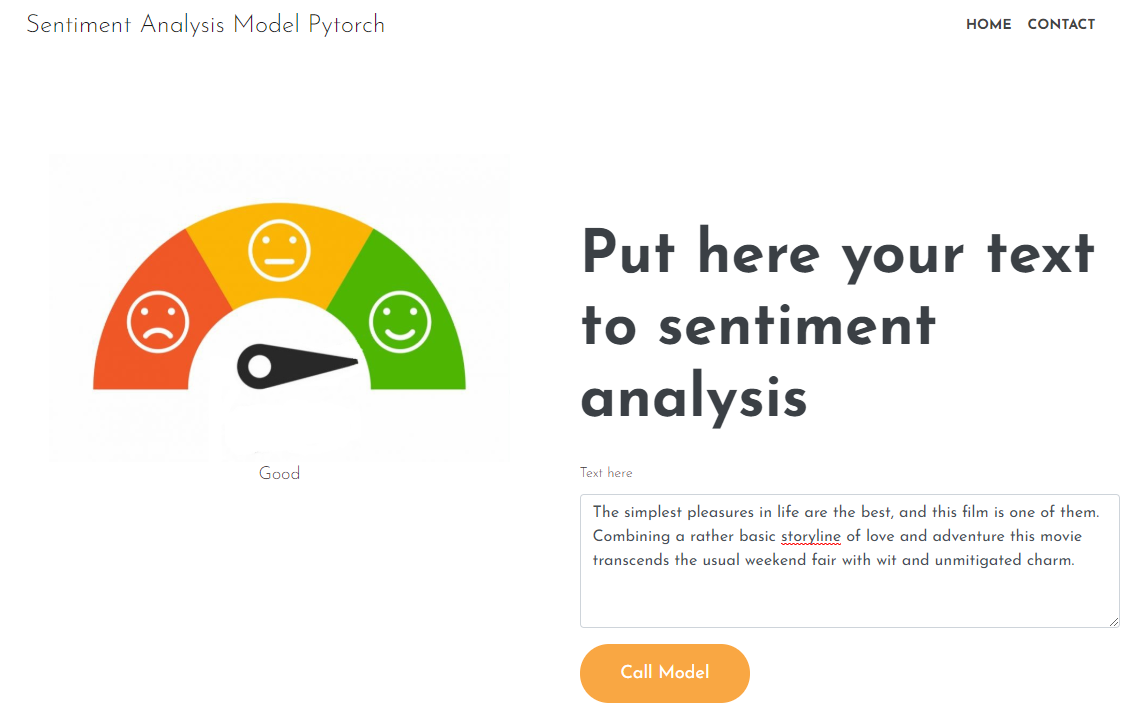 Sentiment Analysis Model Pytorch
HOME CONTACT
Good
Put here your text
to sentiment
analysis
Text here
The simplest pleasures in life are the best, and this film is one of them.
Combining a rather basic storyline of love and adventure this movie
transcends the usual weekend fair with wit and unmitigated charm.
Call Model